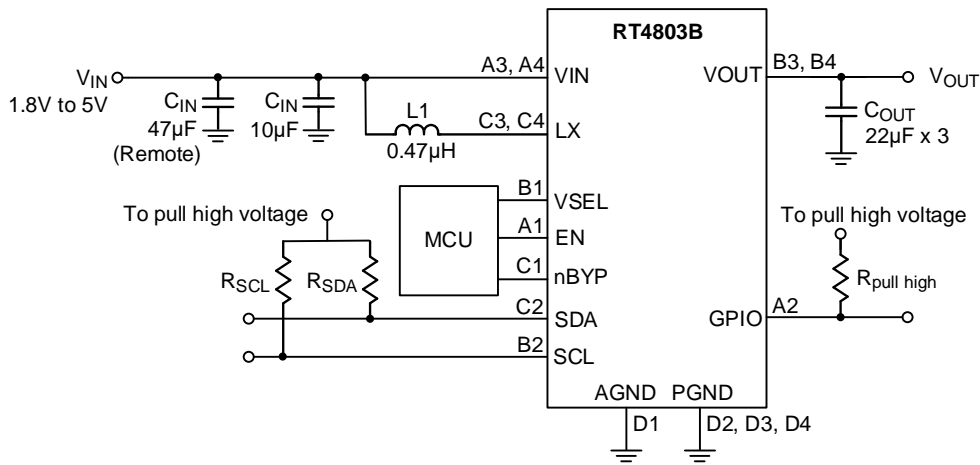 RT4803B
VIN
1.8V to 5V
CIN
47µF
(Remote)
CIN
10µF
L1
0.47µH
A3, A4
VIN
C3, C4
LX
B3, B4
VOUT
VOUT
COUT
22µF x 3
To pull high voltage
RSCL
RSDA
MCU
B1
VSEL
A1
EN
C1
nBYP
C2
SDA
B2
SCL
To pull high voltage
Rpull high
A2
GPIO
AGND
PGND
D1
D2, D3, D4